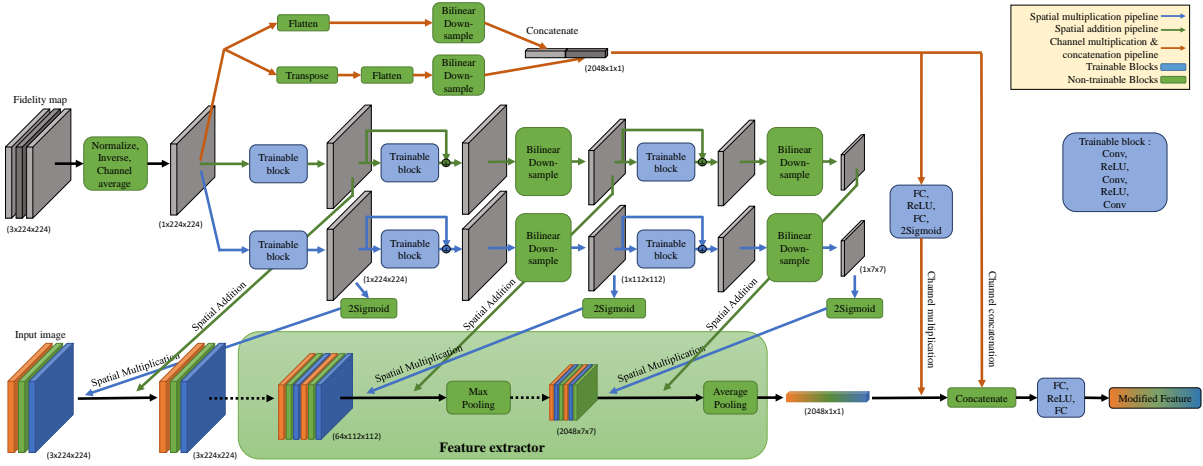 Flatten
Bilinear
Down-
sample
Concatenate
(2048x1x1)
Transpose
Flatten
Bilinear
Down-
sample
Spatial multiplication pipeline
Spatial addition pipeline
Channel multiplication &
concatenation pipeline
Trainable Blocks
Non-trainable Blocks
Fidelity map
(3x224x224)
Normalize,
Inverse,
Channel
average
(1x224x224)
Trainable
block
Trainable
block
+
Bilinear
Down-
sample
Trainable
block
+
Bilinear
Down-
sample
Trainable block :
Conv,
ReLU,
Conv,
ReLU,
Conv
Trainable
block
(1x224x224)
Trainable
block
+
Bilinear
Down-
sample
(1x112x112)
Trainable
block
+
Bilinear
Down-
sample
(1x7x7)
FC,
ReLU,
FC,
2Sigmoid
2Sigmoid
2Sigmoid
2Sigmoid
Spatial Addition
Spatial Addition
Spatial Addition
Channel multiplication
Channel concatenation
Input image
(3x224x224)
Spatial Multiplication
(3x224x224)
(64x112x112)
Spatial Multiplication
Max
Pooling
(2048x7x7)
Spatial Multiplication
Average
Pooling
Feature extractor
(2048x1x1)
Concatenate
FC,
ReLU,
FC
Modified Feature